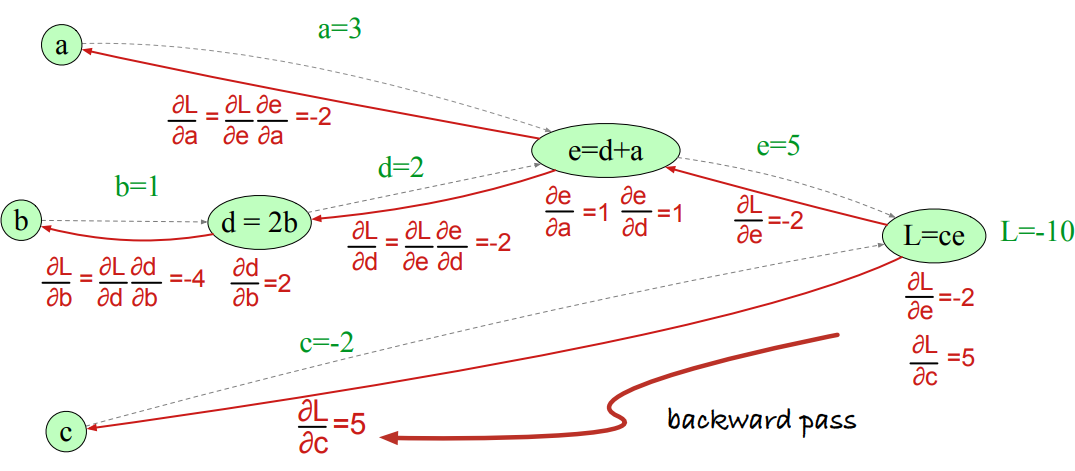 a=3
a
∂L/∂a = ∂L/∂e ∂e/∂a =-2
e=d+a
e=5
d=2
b=1
b
d = 2b
∂e/∂a =1 ∂e/∂d =1
∂L/∂e =-2
L=ce
L=-10
∂L/∂d = ∂L/∂e ∂e/∂d =-2
∂L/∂b = ∂L/∂d ∂d/∂b =-4
∂d/∂b =2
∂L/∂e =-2
∂L/∂c =5
c=-2
c
∂L/∂c =5
backward pass